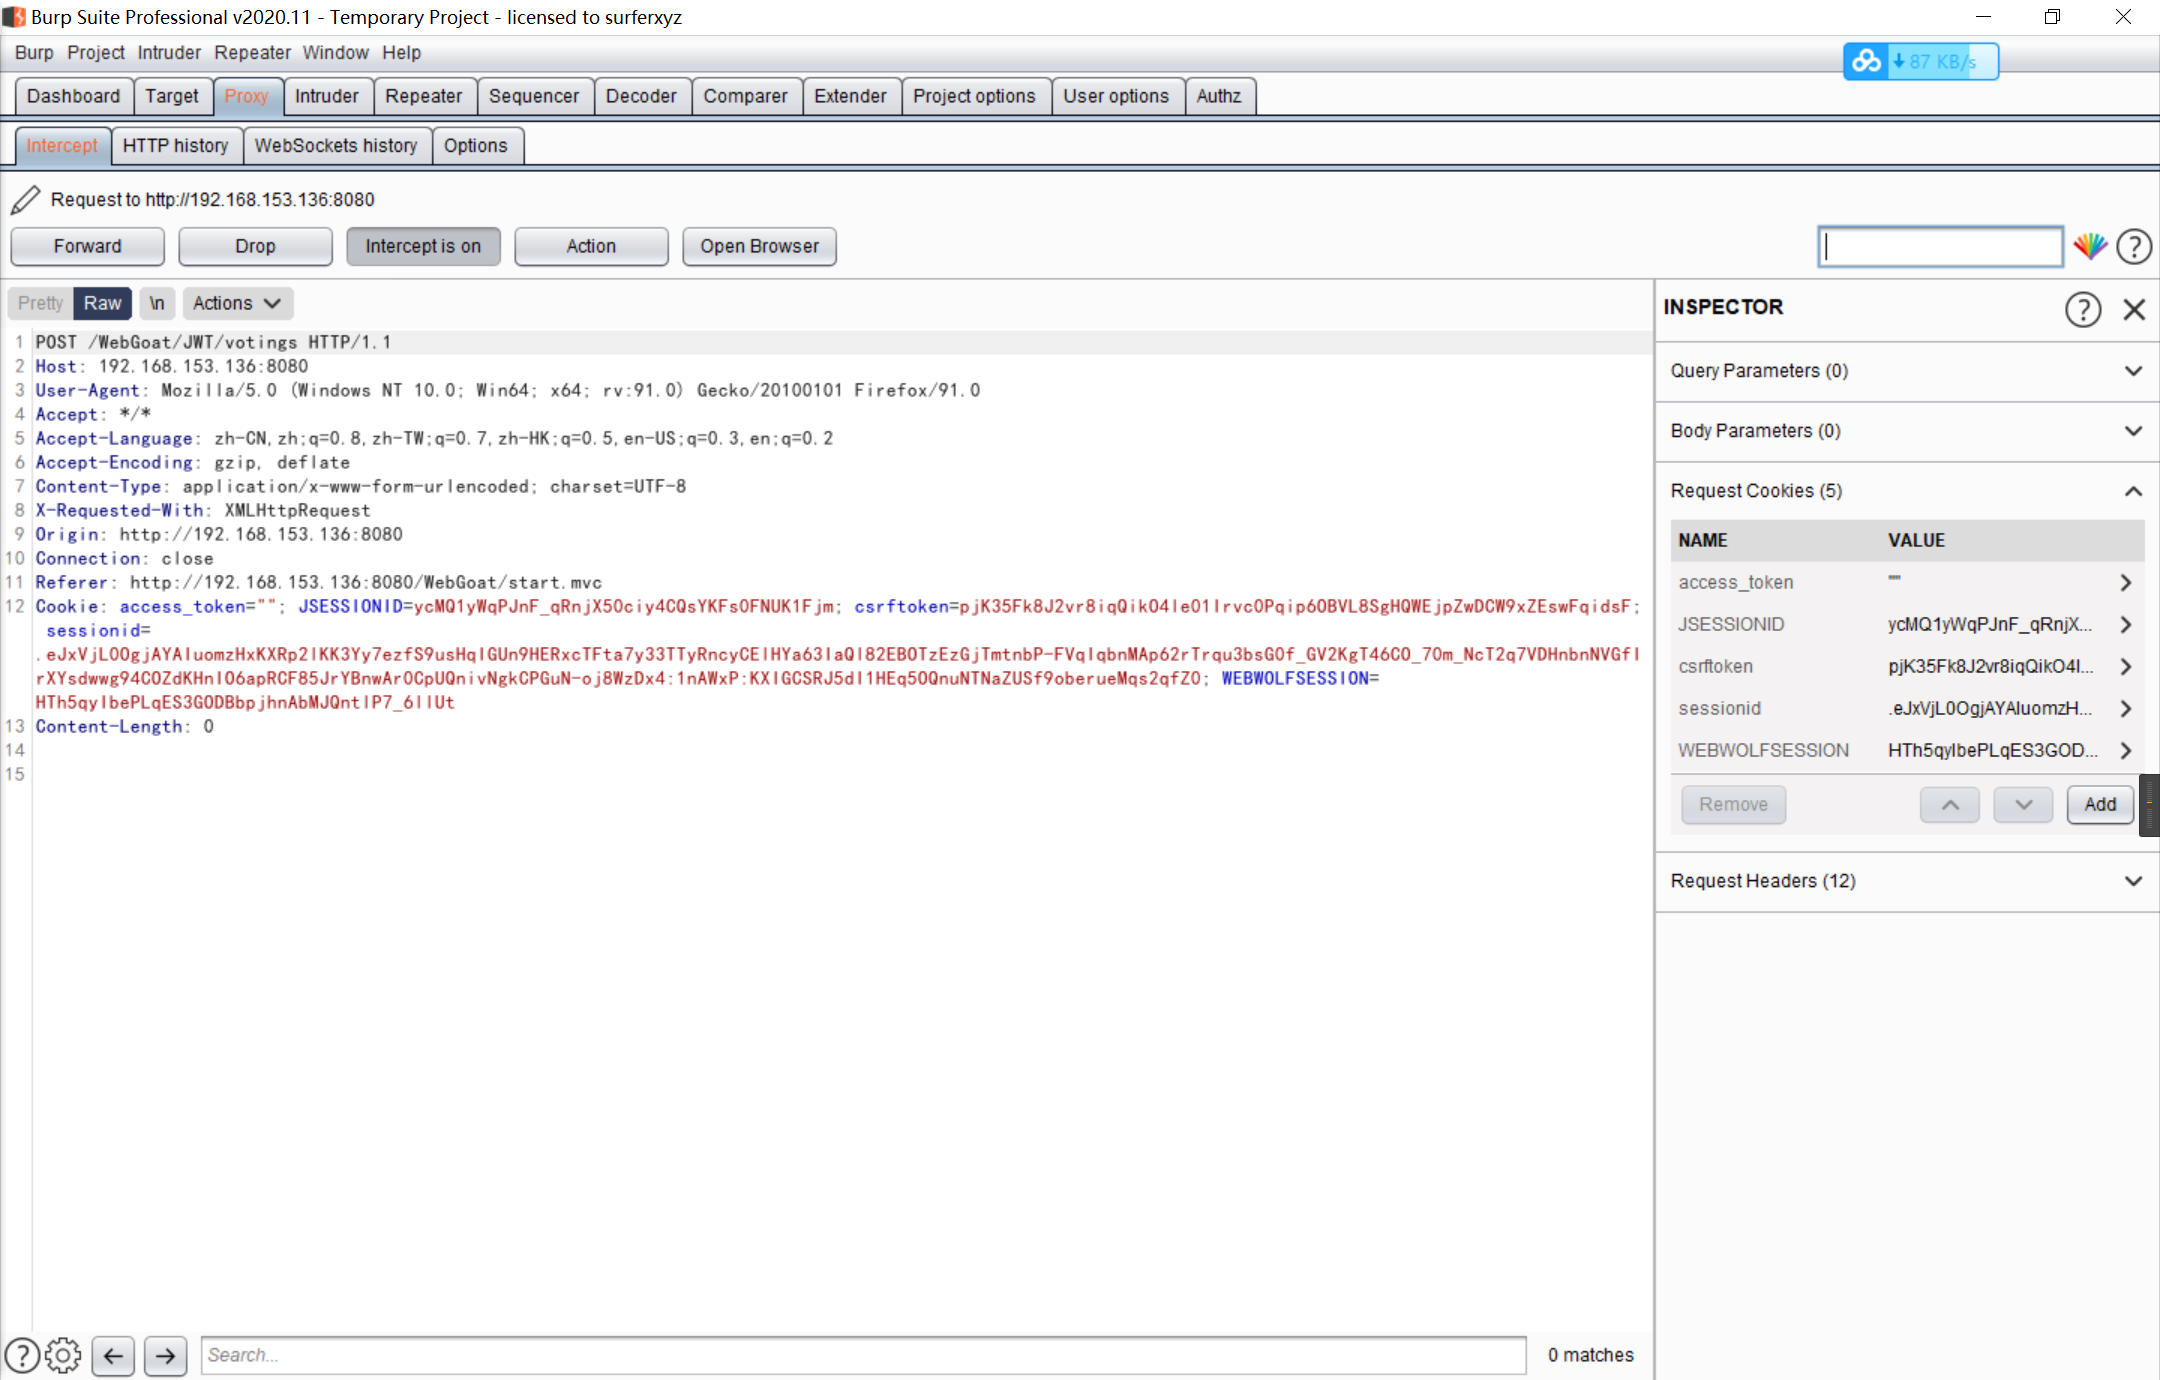 Burp Suite Professional v2020.11 - Temporary Project - licensed to surferxyz
Burp Project Intruder Repeater Window Help
87 KB/s
Dashboard Target Proxy Intruder Repeater Sequencer Decoder Comparer Extender Project options User options Authz
Intercept HTTP history WebSockets history Options
Request to http://192.168.153.136:8080
Forward Drop Intercept is on Action Open Browser
Pretty Raw \n Actions
INSPECTOR
1 POST /WebGoat/JWT/votings HTTP/1.1
2 Host: 192.168.153.136:8080
3 User-Agent: Mozilla/5.0 (Windows NT 10.0; Win64; x64; rv:91.0) Gecko/20100101 Firefox/91.0
4 Accept: */*
5 Accept-Language: zh-CN,zh;q=0.8,zh-TW;q=0.7,zh-HK;q=0.5,en-US;q=0.3,en;q=0.2
6 Accept-Encoding: gzip, deflate
7 Content-Type: application/x-www-form-urlencoded; charset=UTF-8
8 X-Requested-With: XMLHttpRequest
9 Origin: http://192.168.153.136:8080
10 Connection: close
11 Referer: http://192.168.153.136:8080/WebGoat/start.mvc
12 Cookie: access_token=""; JSESSIONID= csrftoken=
sessionid=
WEBWOLFSESSION=
13 Content-Length: 0
14
15
Query Parameters (0)
Body Parameters (0)
Request Cookies (5)
NAME VALUE
access_token ""
JSESSIONID ycMQ1yWqPJnF_qRnjX...
csrftoken pjK35Fk8J2vr8iqQikO4l...
sessionid .eJxVjL0OgjAYAIuomzH...
WEBWOLFSESSION HTh5qyIbePLqES3GOD...
Remove Add
Request Headers (12)
Search...
0 matches